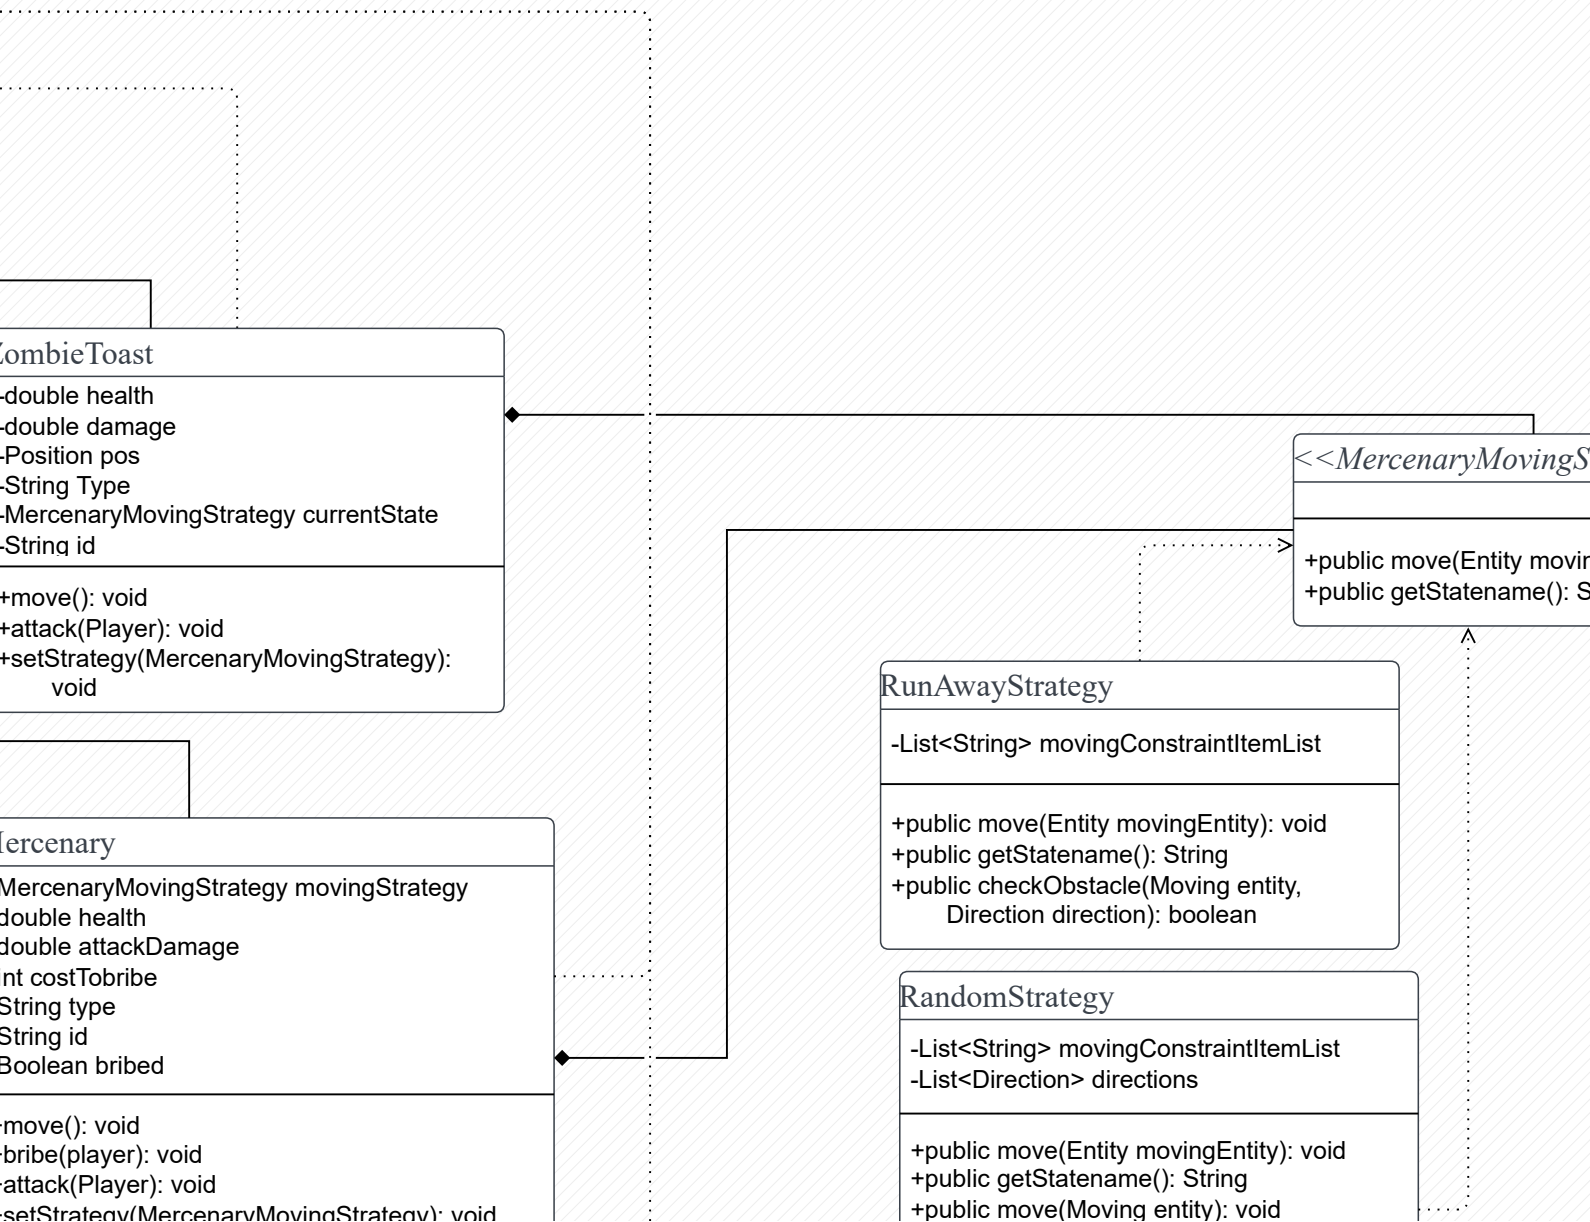 ZombieToast
-double health
-double damage
-Position pos
-String Type
-MercenaryMovingStrategy currentState
-String id
+move(): void
+attack(Player): void
+setStrategy(MercenaryMovingStrategy):
void
<<MercenaryMovingS
+public move(Entity movin
+public getStatename(): S
RunAwayStrategy
-List<String> movingConstraintItemList
+public move(Entity movingEntity): void
+public getStatename(): String
+public checkObstacle(Moving entity,
Direction direction): boolean
Mercenary
MercenaryMovingStrategy movingStrategy
double health
double attackDamage
int costTobribe
String type
String id
Boolean bribed
+move(): void
+bribe(player): void
+attack(Player): void
+setStrategy(MercenaryMovingStrategy): void
RandomStrategy
-List<String> movingConstraintItemList
-List<Direction> directions
+public move(Entity movingEntity): void
+public getStatename(): String
+public move(Moving entity): void